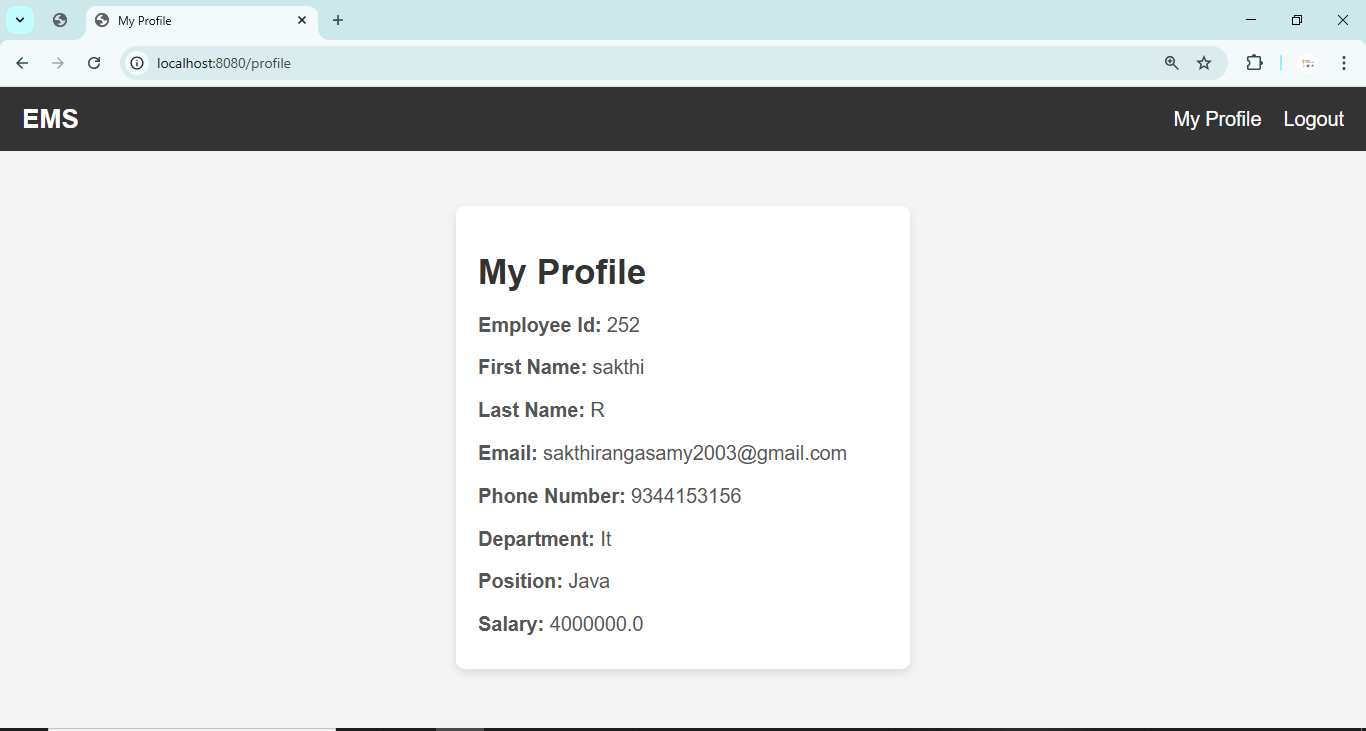 My Profile
localhost:8080/profile
EMS
My Profile
Logout
My Profile
Employee Id: 252
First Name: sakthi
Last Name: R
Email: sakthirangasamy2003@gmail.com
Phone Number: 9344153156
Department: It
Position: Java
Salary: 4000000.0